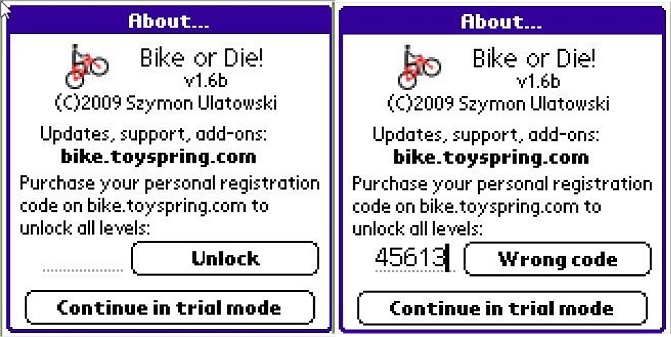 About...
Bike or Die!
v1.6b
(C)2009 Szymon Ulatowski
Updates, support, add-ons:
bike.toyspring.com
Purchase your personal registration
code on bike.toyspring.com to
unlock all levels:
Unlock
Continue in trial mode
About...
Bike or Die!
v1.6b
(C)2009 Szymon Ulatowski
Updates, support, add-ons:
bike.toyspring.com
Purchase your personal registration
code on bike.toyspring.com to
unlock all levels:
45613 Wrong code
Continue in trial mode